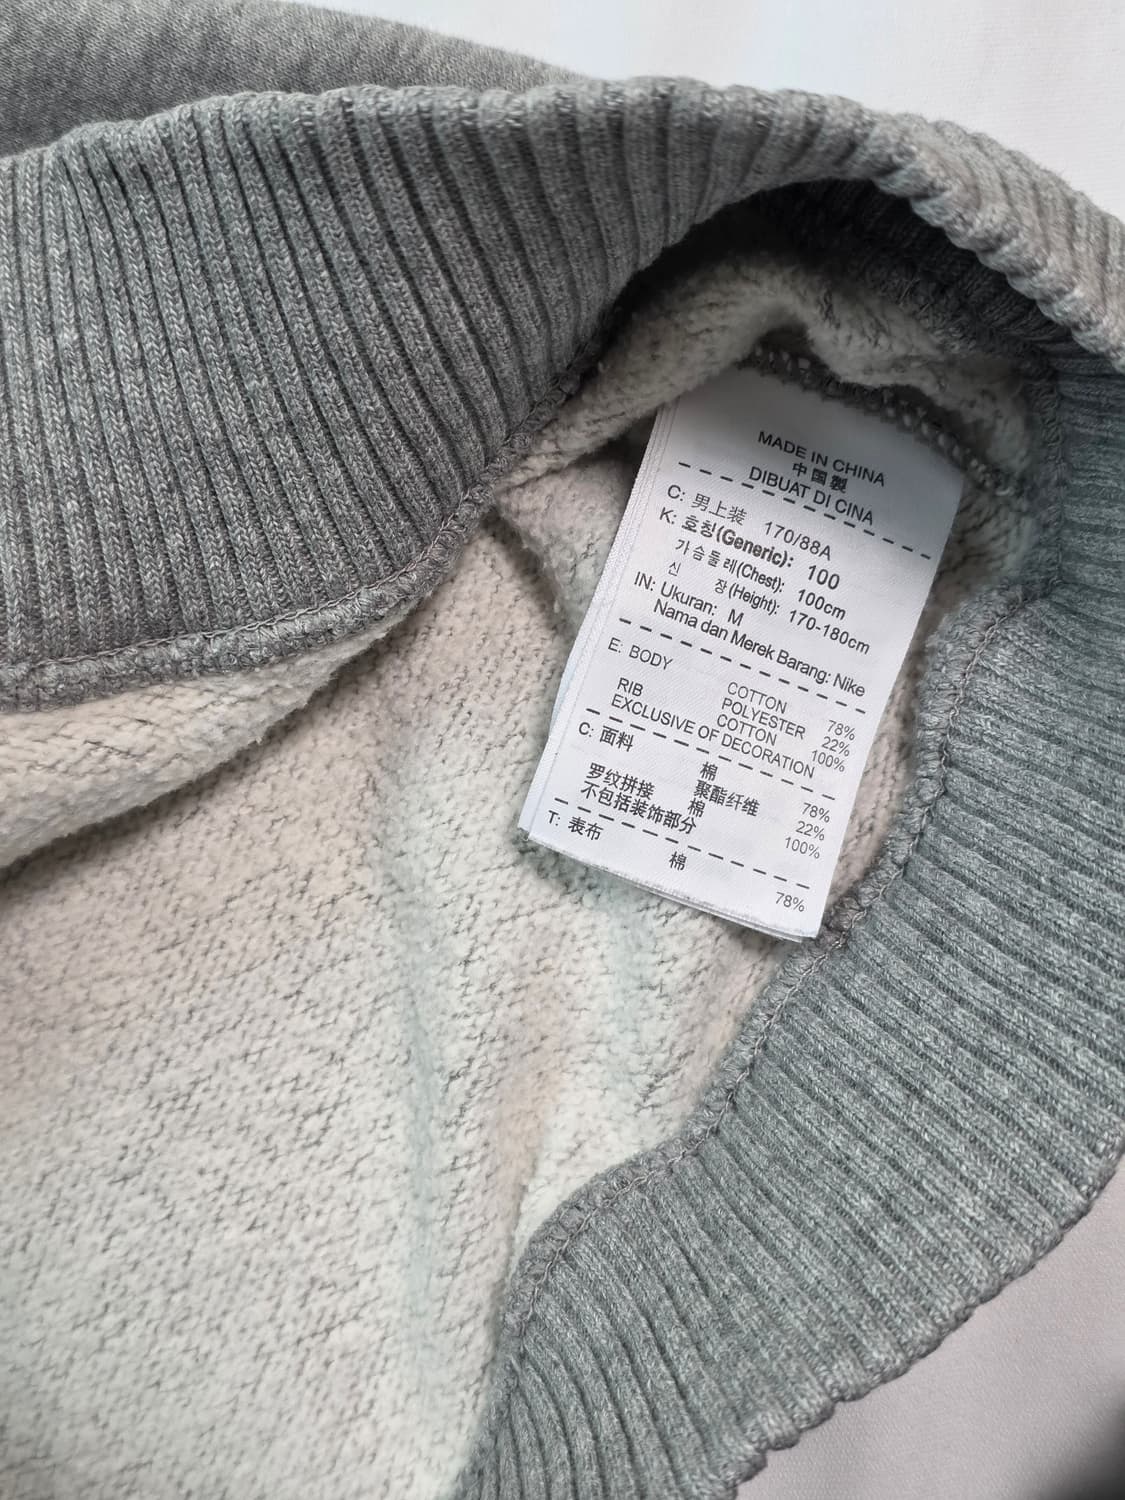 MADE IN CHINA
中国製
DIBUAT DI CINA
C: 男上装 170/88A
K: 호칭(Generic): 100
가슴둘레(Chest): 100cm
신 장(Height): 170-180cm
IN: Ukuran: M
Nama dan Merek Barang: Nike
E: BODY COTTON 78%
POLYESTER 22%
RIB COTTON 100%
EXCLUSIVE OF DECORATION
C: 面料 棉 78%
聚酯纤维 22%
罗纹拼接 棉 100%
不包括装饰部分
T: 表布 棉 78%